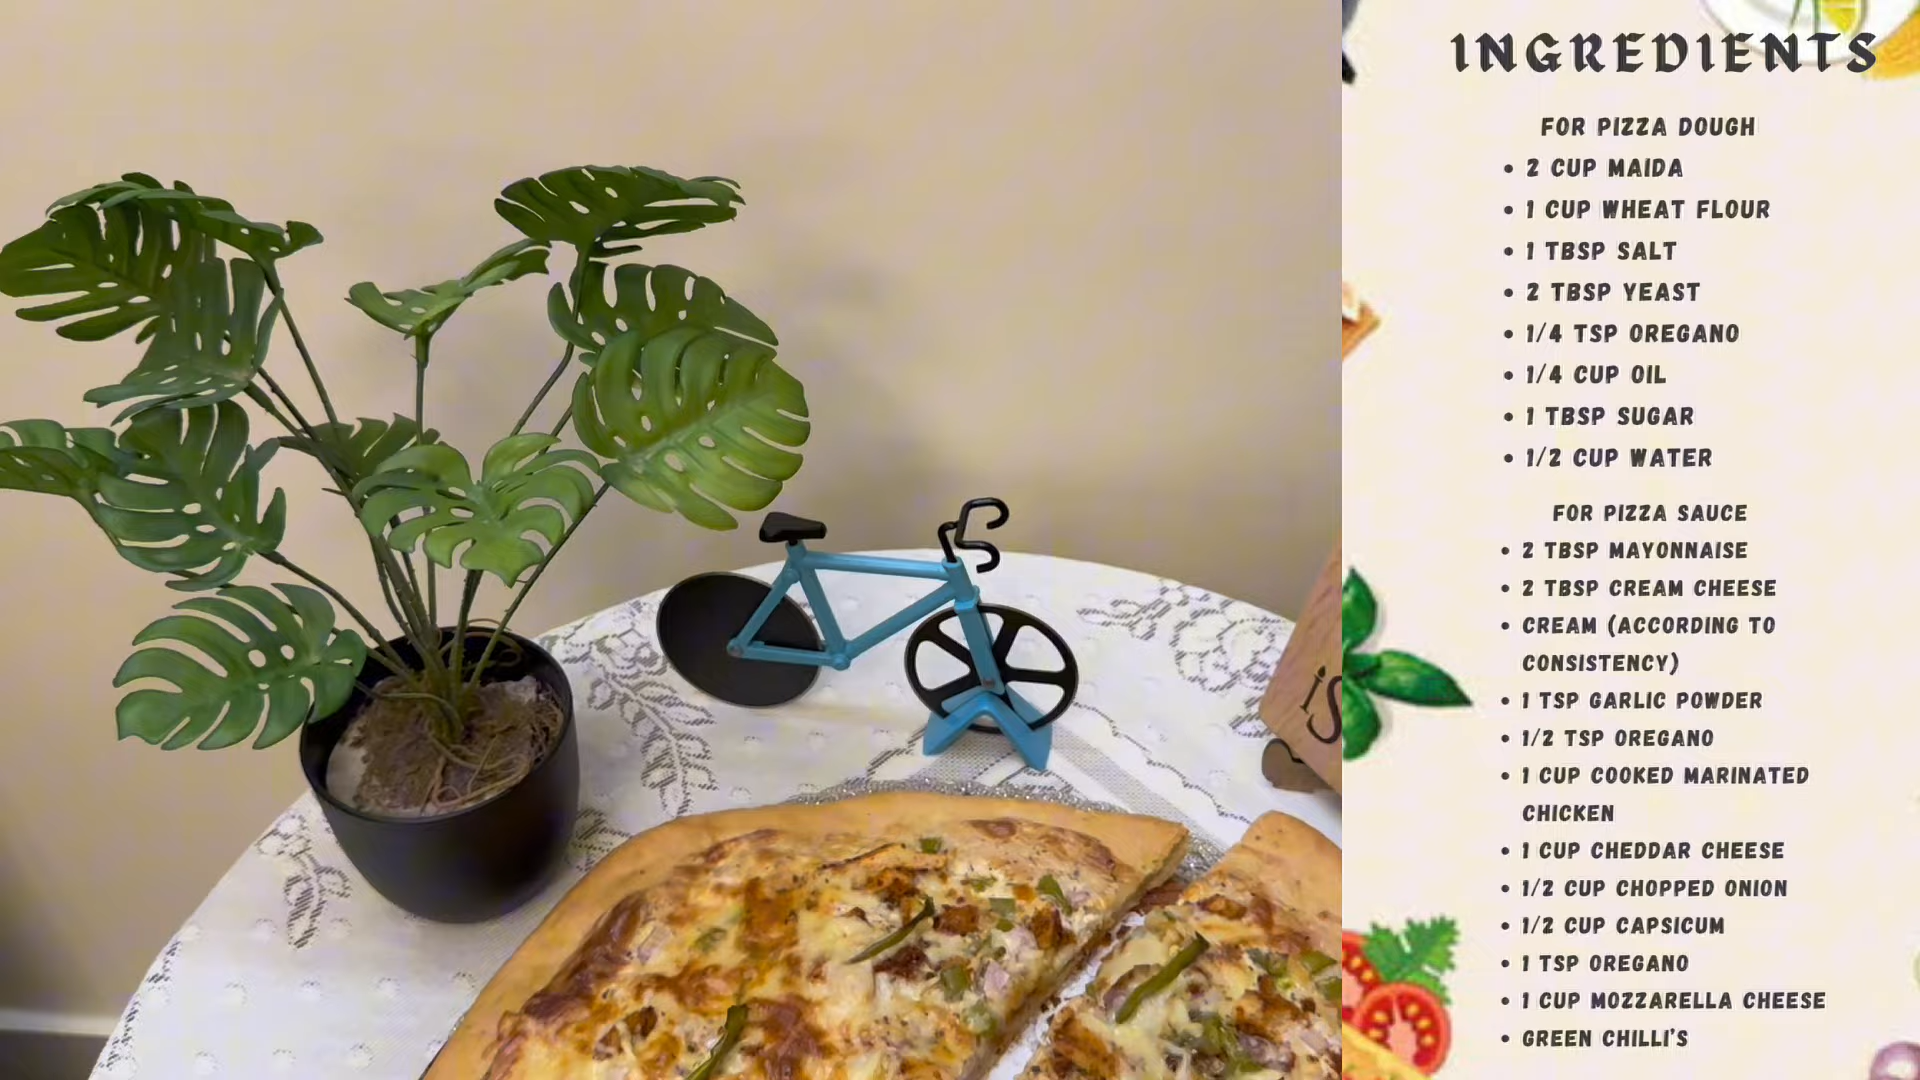 INGREDIENTS
FOR PIZZA DOUGH
• 2 CUP MAIDA
• 1 CUP WHEAT FLOUR
• 1 TBSP SALT
• 2 TBSP YEAST
• 1/4 TSP OREGANO
• 1/4 CUP OIL
• 1 TBSP SUGAR
• 1/2 CUP WATER
FOR PIZZA SAUCE
• 2 TBSP MAYONNAISE
• 2 TBSP CREAM CHEESE
• CREAM (ACCORDING TO
CONSISTENCY)
• 1 TSP GARLIC POWDER
• 1/2 TSP OREGANO
• 1 CUP COOKED MARINATED
CHICKEN
• 1 CUP CHEDDAR CHEESE
• 1/2 CUP CHOPPED ONION
• 1/2 CUP CAPSICUM
• 1 TSP OREGANO
• 1 CUP MOZZARELLA CHEESE
• GREEN CHILLI'S